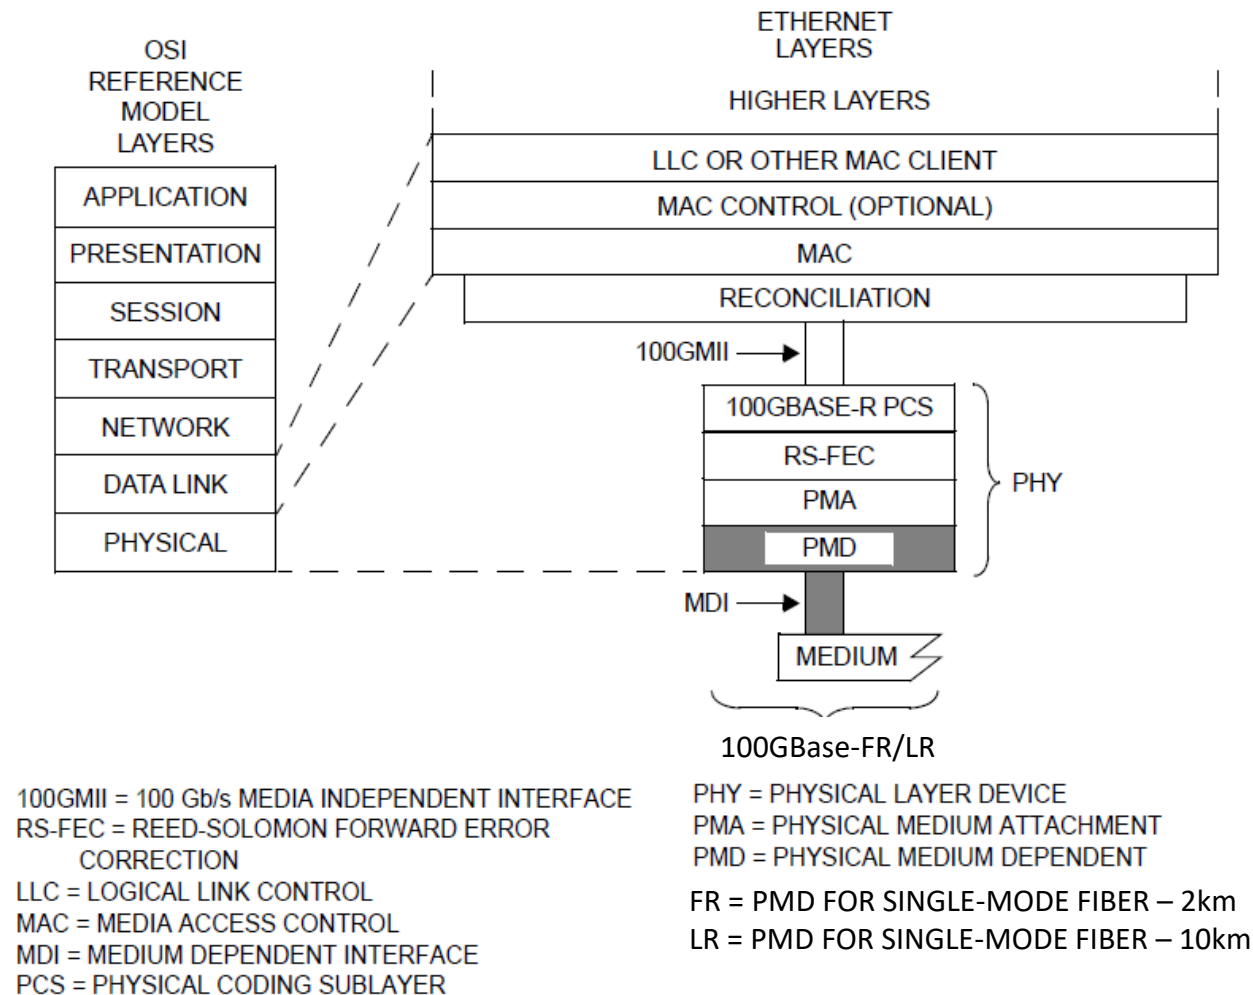 OSI
REFERENCE
MODEL
LAYERS
APPLICATION
PRESENTATION
SESSION
TRANSPORT
NETWORK
DATA LINK
PHYSICAL
ETHERNET
LAYERS
HIGHER LAYERS
LLC OR OTHER MAC CLIENT
MAC CONTROL (OPTIONAL)
MAC
RECONCILIATION
100GMII
100GBASE-R PCS
RS-FEC
PMA
PMD
PHY
MDI
MEDIUM
100GBase-FR/LR
100GMII = 100 Gb/s MEDIA INDEPENDENT INTERFACE
RS-FEC = REED-SOLOMON FORWARD ERROR
CORRECTION
LLC = LOGICAL LINK CONTROL
MAC = MEDIA ACCESS CONTROL
MDI = MEDIUM DEPENDENT INTERFACE
PCS = PHYSICAL CODING SUBLAYER
PHY = PHYSICAL LAYER DEVICE
PMA = PHYSICAL MEDIUM ATTACHMENT
PMD = PHYSICAL MEDIUM DEPENDENT
FR = PMD FOR SINGLE-MODE FIBER – 2km
LR = PMD FOR SINGLE-MODE FIBER – 10km